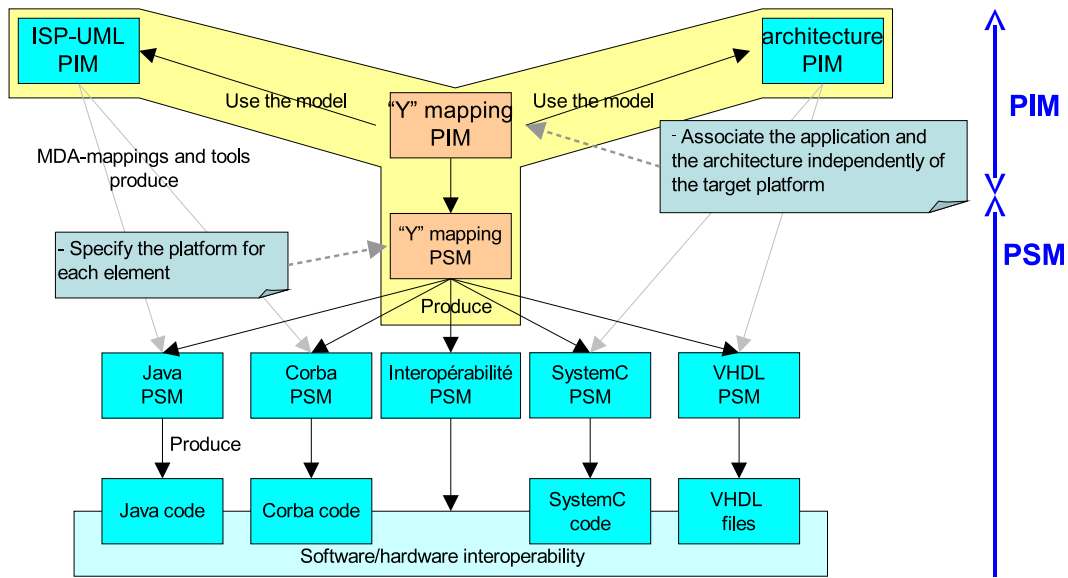 ISP-UML
PIM
architecture
PIM
Use the model
Use the model
"Y" mapping
PIM
PIM
- Associate the application and
the architecture independently of
the target platform
MDA-mappings and tools
produce
"Y" mapping
PSM
PSM
- Specify the platform for
each element
Produce
Java
PSM
Corba
PSM
Interopérabilité
PSM
SystemC
PSM
VHDL
PSM
Produce
Java code
Corba code
SystemC
code
VHDL
files
Software/hardware interoperability